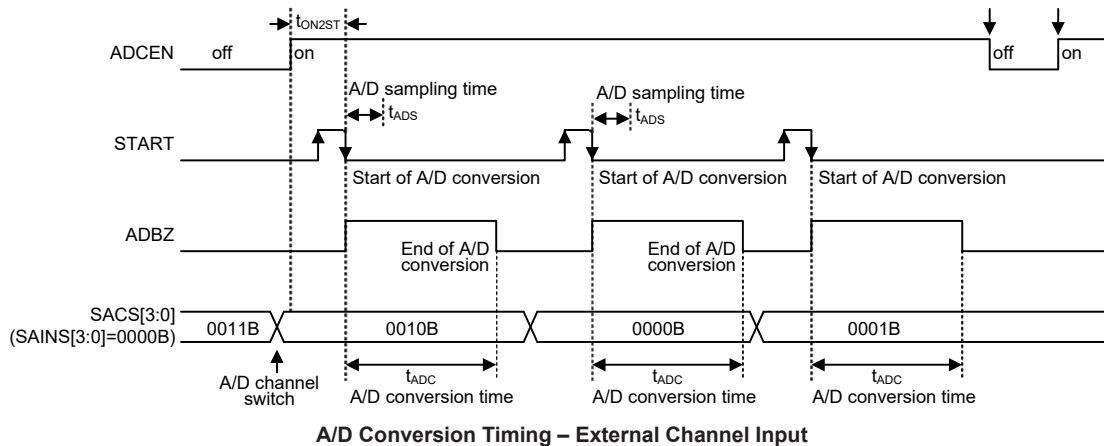 tON2ST
ADCEN
off
on
off
on
A/D sampling time
tADS
A/D sampling time
tADS
START
Start of A/D conversion
Start of A/D conversion
Start of A/D conversion
ADBZ
End of A/D
conversion
End of A/D
conversion
SACS[3:0]
(SAINS[3:0]=0000B)
0011B
0010B
0000B
0001B
A/D channel
switch
tADC
A/D conversion time
tADC
A/D conversion time
tADC
A/D conversion time
A/D Conversion Timing – External Channel Input